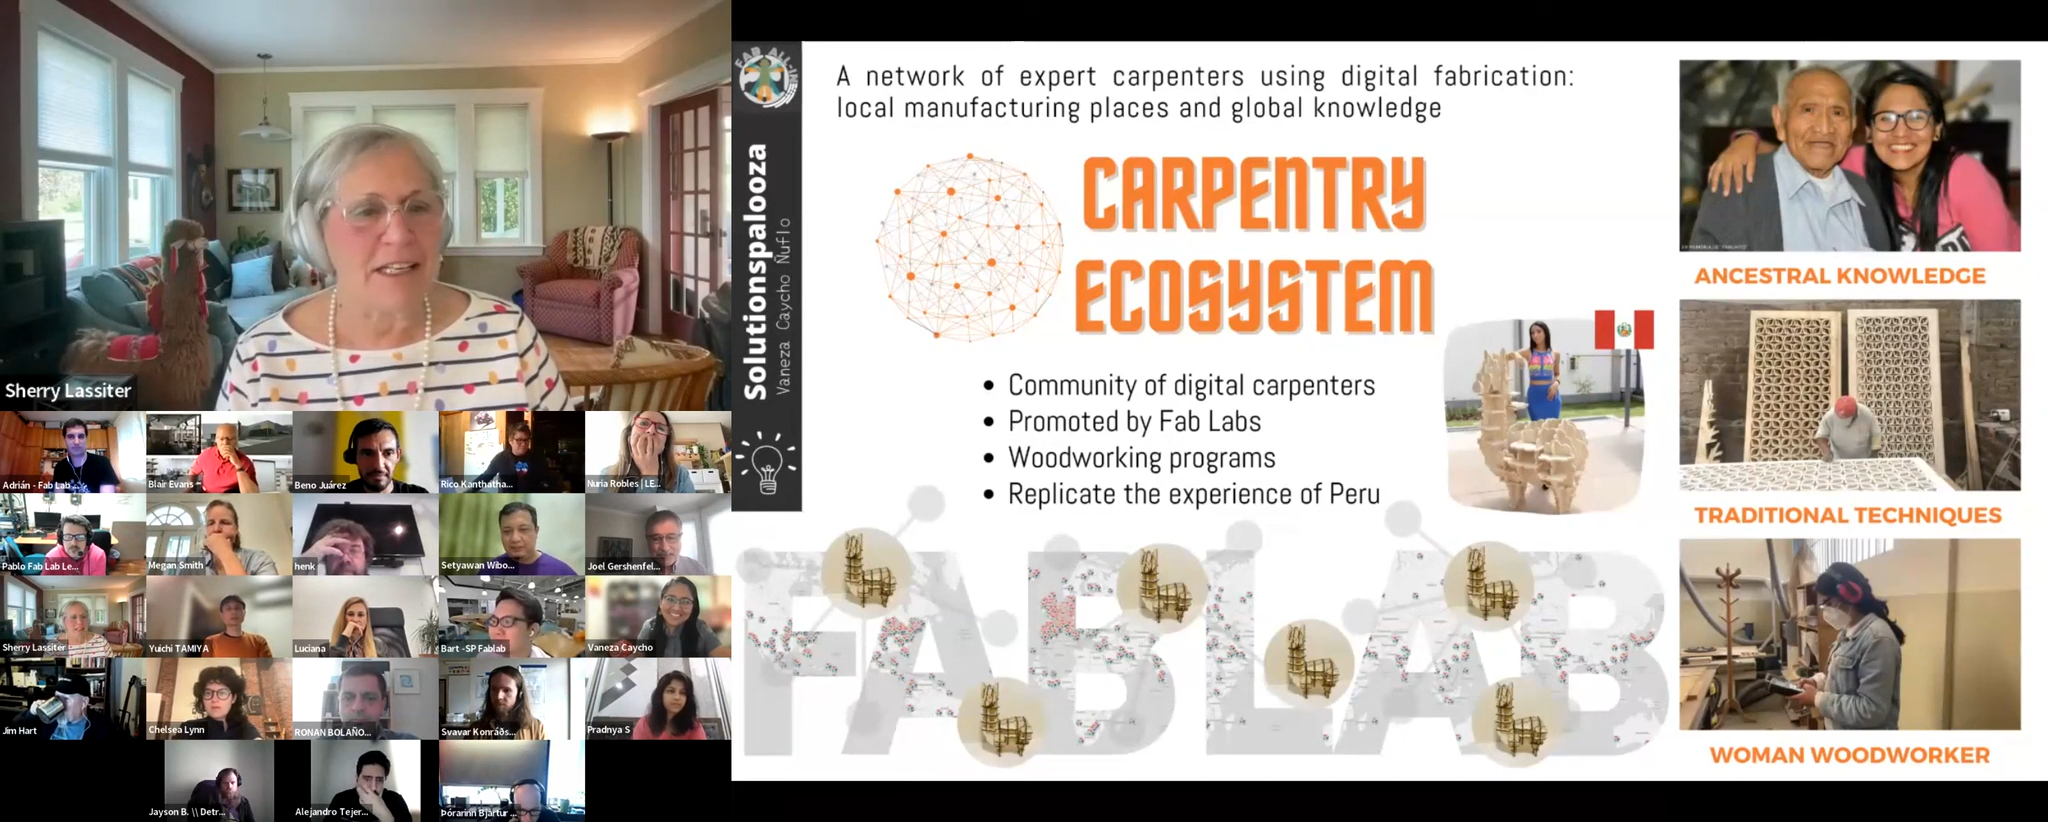 Sherry Lassiter
Adrián - Fab Lab ...
Blair Evans
Beno Juárez
Rico Kanthatha...
Nuria Robles | LE...
Pablo Fab Lab Le...
Megan Smith
henk
Setyawan Wibo...
Joel Gershenfel...
Sherry Lassiter
Yuichi TAMIYA
Luciana
Bart -SP Fablab
Vaneza Caycho
Jim Hart
Chelsea Lynn
RONAN BOLAÑO...
Svavar Konráðs...
Pradnya S
Jayson B. \\ Detr...
Alejandro Tejer...
Þórarinn Bjartur ...
Solutionspalooza
Vaneza Caycho Ñuflo
A network of expert carpenters using digital fabrication:
local manufacturing places and global knowledge
CARPENTRY
ECOSYSTEM
• Community of digital carpenters
• Promoted by Fab Labs
• Woodworking programs
• Replicate the experience of Peru
FAB LAB
ANCESTRAL KNOWLEDGE
TRADITIONAL TECHNIQUES
WOMAN WOODWORKER